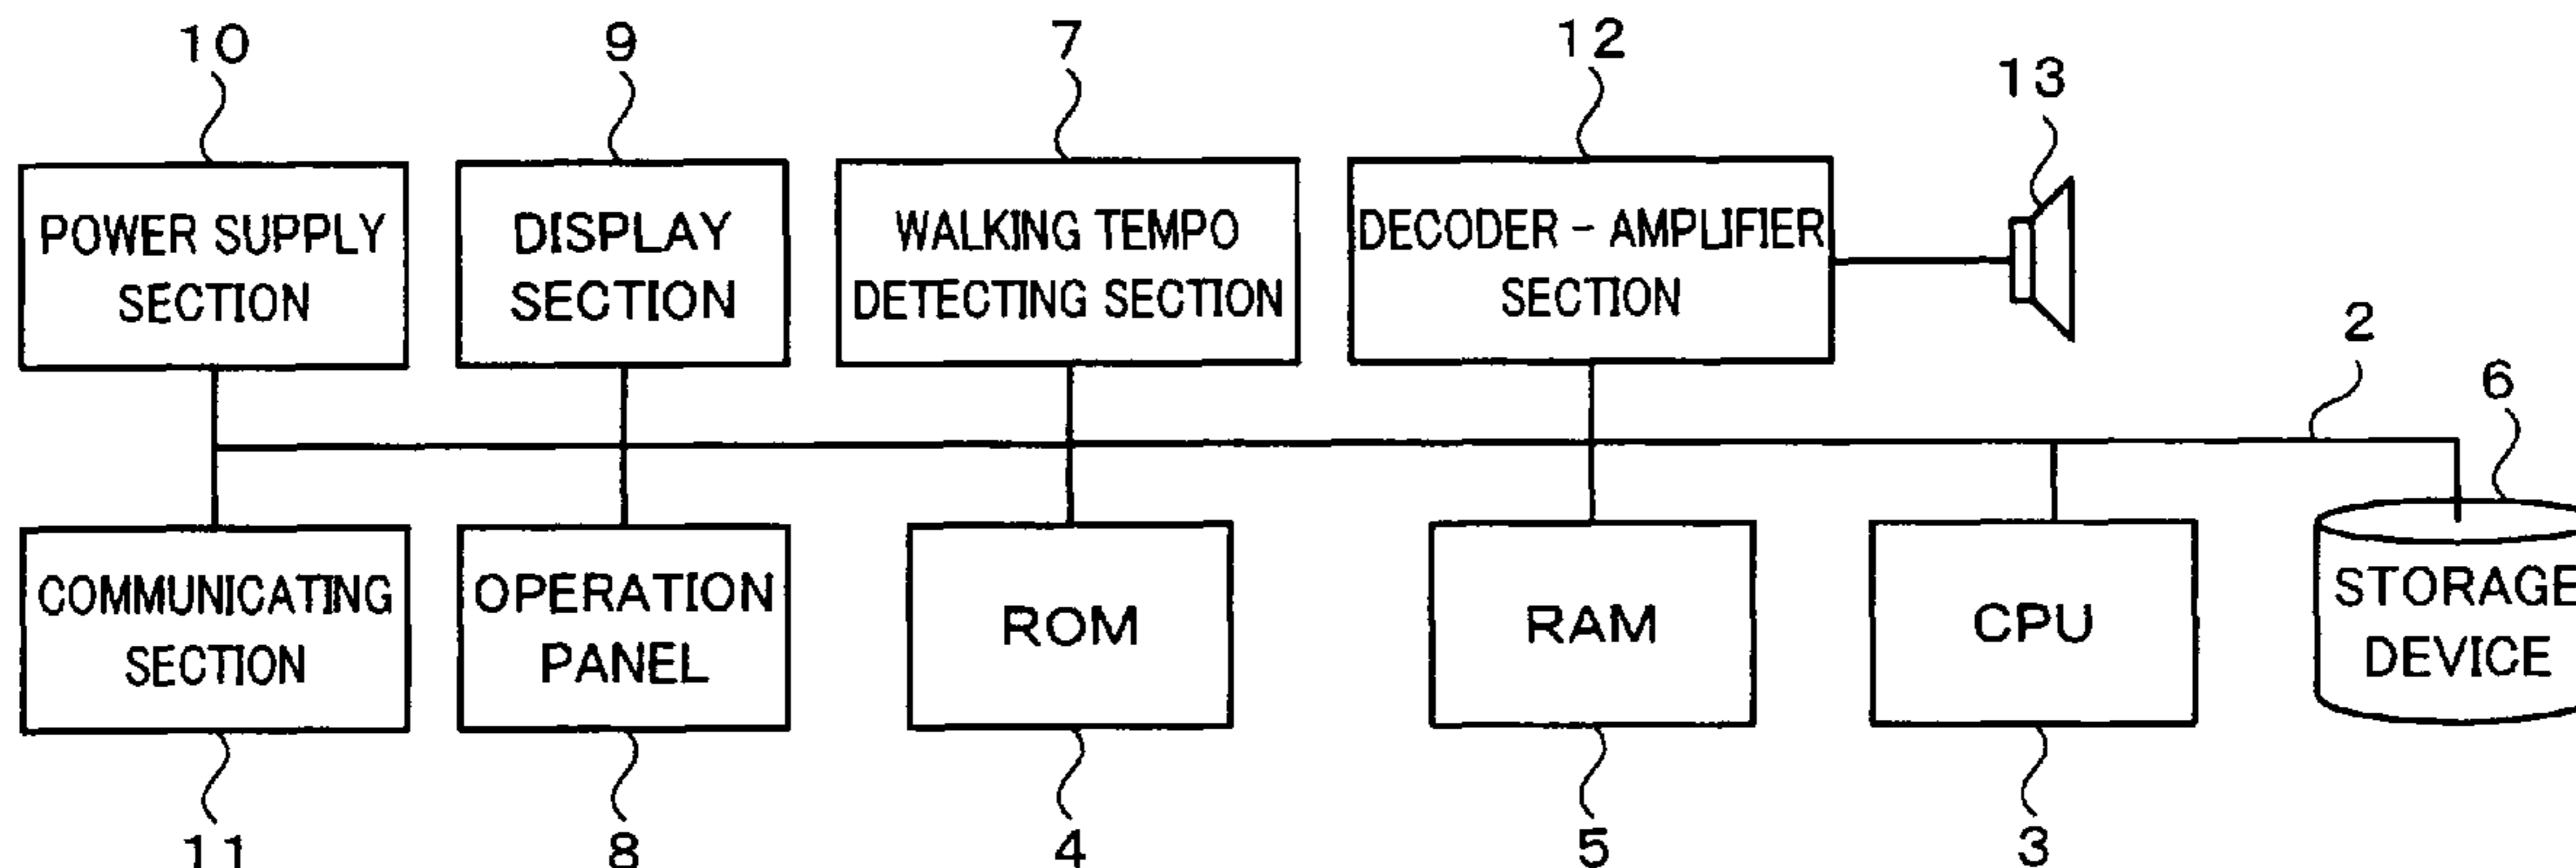 10
9
7
12
13
POWER SUPPLY
SECTION
DISPLAY
SECTION
WALKING TEMPO
DETECTING SECTION
DECODER - AMPLIFIER
SECTION
2
6
COMMUNICATING
SECTION
OPERATION
PANEL
ROM
RAM
CPU
STORAGE
DEVICE
11
8
4
5
3